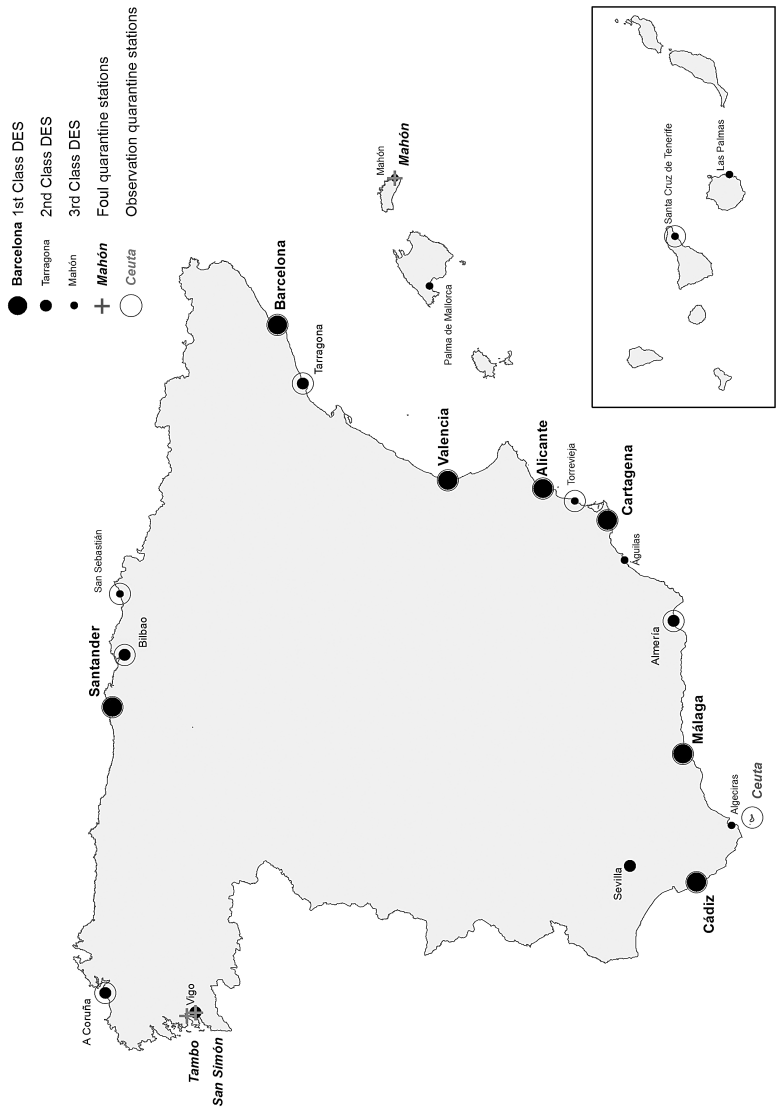 Barcelona 1st Class DES
Tarragona 2nd Class DES
Mahón 3rd Class DES
Mahón Foul quarantine stations
Ceuta Observation quarantine stations
A Coruña
Vigo
Tambo
San Simón
Santander
Bilbao
San Sebastián
Barcelona
Tarragona
Mahón
Mahón
Palma de Mallorca
Valencia
Alicante
Torrevieja
Cartagena
Águilas
Almería
Málaga
Algeciras
Ceuta
Sevilla
Cádiz
Santa Cruz de Tenerife
Las Palmas